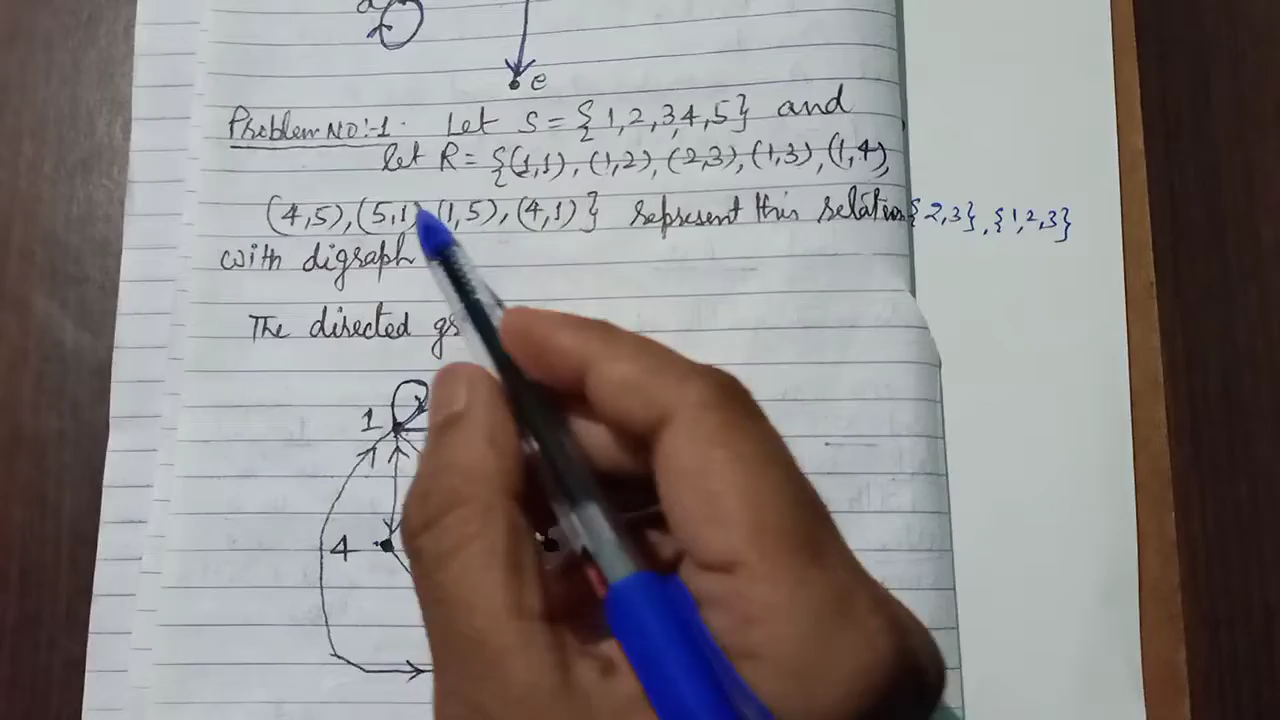 e
Problem NO:-1. Let S = {1,2,3,4,5} and
let R = {(1,1), (1,2), (2,3), (1,3), (1,4),
(4,5), (5,1), (1,5), (4,1)} represent this relation {2,3}, {1,2,3}
with digraph
The directed
1
4